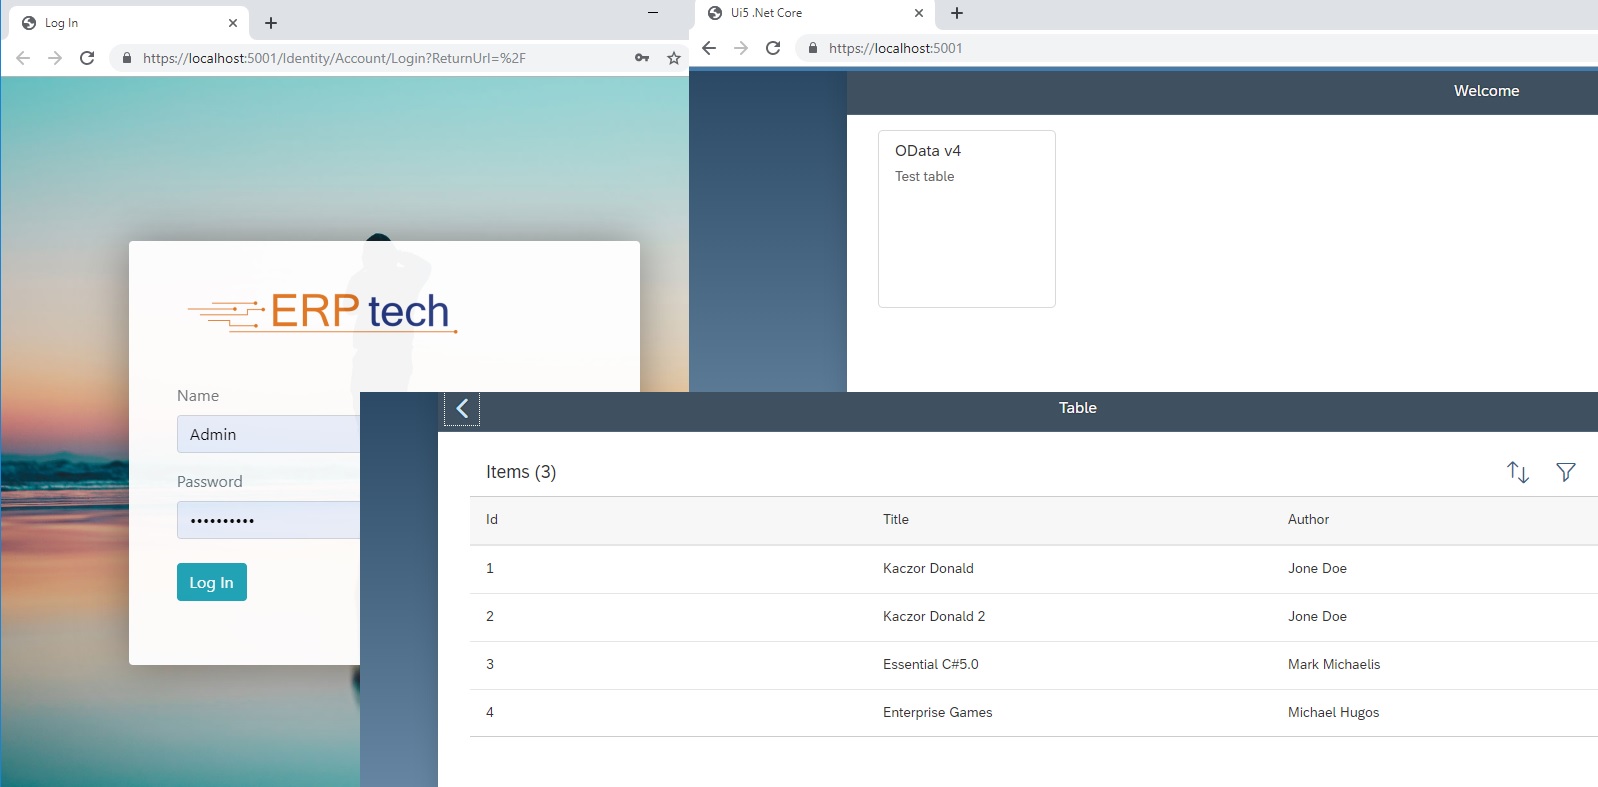 Log In
https://localhost:5001/Identity/Account/Login?ReturnUrl=%2F
ERP tech
Name
Admin
Password
••••••••••
Log In
Ui5 .Net Core
https://localhost:5001
Welcome
OData v4
Test table
Table
Items (3)
Id Title Author
1 Kaczor Donald Jone Doe
2 Kaczor Donald 2 Jone Doe
3 Essential C#5.0 Mark Michaelis
4 Enterprise Games Michael Hugos